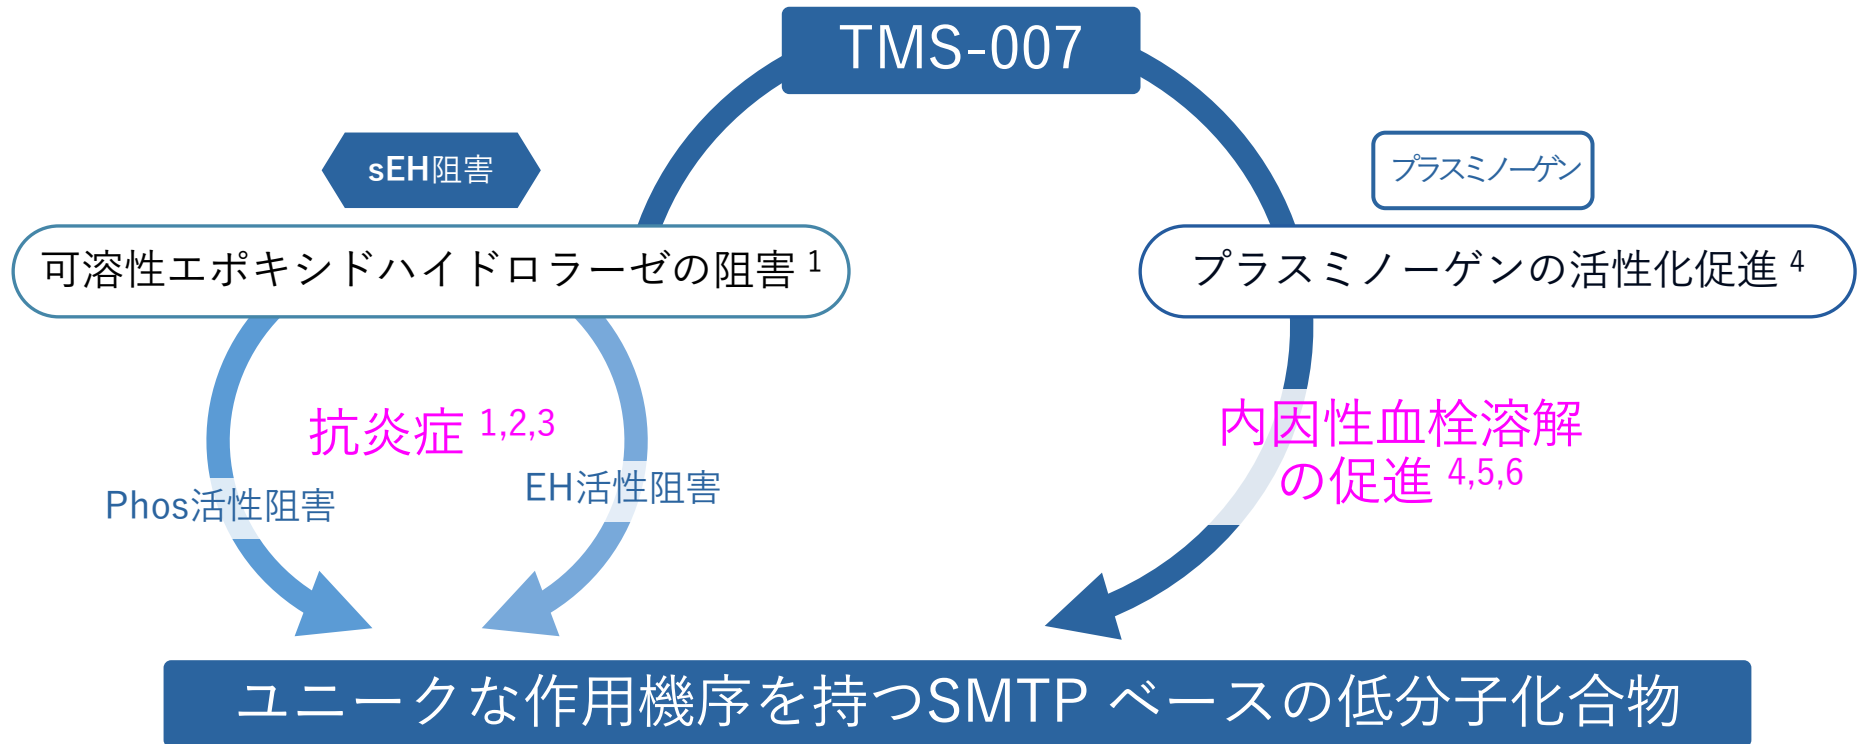 TMS-007
sEH阻害
プラスミノーゲン
可溶性エポキシドハイドロラーゼの阻害 1
プラスミノーゲンの活性化促進 4
抗炎症 1,2,3
Phos活性阻害
EH活性阻害
内因性血栓溶解
の促進 4,5,6
ユニークな作用機序を持つSMTP ベースの低分子化合物